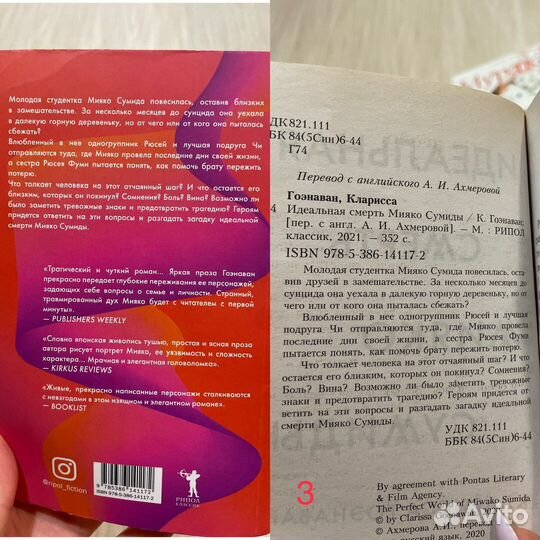 Молодая студентка Мияко Сумида повесилась, оставив близких
в замешательстве. За несколько месяцев до суицида она уехала
в далекую горную деревеньку, но от чего или от кого она пыталась
сбежать?
Влюбленный в нее одногруппник Рюсей и лучшая подруга Чи
отправляются туда, где Мияко провела последние дни своей жизни,
а сестра Рюсея Фуми пытается понять, как помочь брату пережить
потерю.
Что толкает человека на этот отчаянный шаг? И что остается его
близким, которых он покинул? Сомнения? Боль? Вина? Возможно ли
было заметить тревожные знаки и предотвратить трагедию? Героям
придется ответить на эти вопросы и разгадать загадку идеальной
смерти Мияко Сумиды.
«Трагический и чуткий роман... Яркая проза Гоэнаван
прекрасно передает глубокие переживания ее персонажей,
задающих себе вопросы о семье и личности. Странный,
травмированный дух Мияко будет с читателем с первой
минуты».
— PUBLISHERS WEEKLY
«Словно японская живопись тушью, простая и ясная проза
автора рисует портрет Мияко, ее уязвимость и сложность
характера... Мрачная и элегантная головоломка».
— KIRKUS REVIEWS
«Живые, прекрасно написанные персонажи сталкиваются
с невзгодами в этом изящном и элегантном романе».
— BOOKLIST
@ripol_fiction
9 785386 141172
ISBN 978-5-386-14117-2
РИПОЛ
КЛАССИК
УДК 821.111
ББК 84(5Син)6-44
Г74
Перевод с английского А. И. Ахмеровой
Гоэнаван, Кларисса
Идеальная смерть Мияко Сумиды / К. Гоэнаван;
[пер. с англ. А. И. Ахмеровой]. — М. : РИПОЛ
классик, 2021. — 352 с.
ISBN 978-5-386-14117-2
Молодая студентка Мияко Сумида повесилась, оста-
вив друзей в замешательстве. За несколько месяцев до
суицида она уехала в далекую горную деревеньку, но от
чего или от кого она пыталась сбежать?
Влюбленный в нее одногруппник Рюсей и лучшая
подруга Чи отправляются туда, где Мияко провела по-
следние дни своей жизни, а сестра Рюсея Фуми
пытается понять, как помочь брату пережить потерю.
Что толкает человека на этот отчаянный шаг? И что
остается его близким, которых он покинул? Сомнения?
Боль? Вина? Возможно ли было заметить тревожные
знаки и предотвратить трагедию? Героям придется от-
ветить на эти вопросы и разгадать загадку идеальной
смерти Мияко Сумиды.
УДК 821.111
ББК 84(5Син)6-44
3
By agreement with Pontas Literary
& Film Agency.
The Perfect World of Miwako Sumida
© by Clarissa 2020
© Ахмерова А.И., перевод
русский язык, 2020
Avito